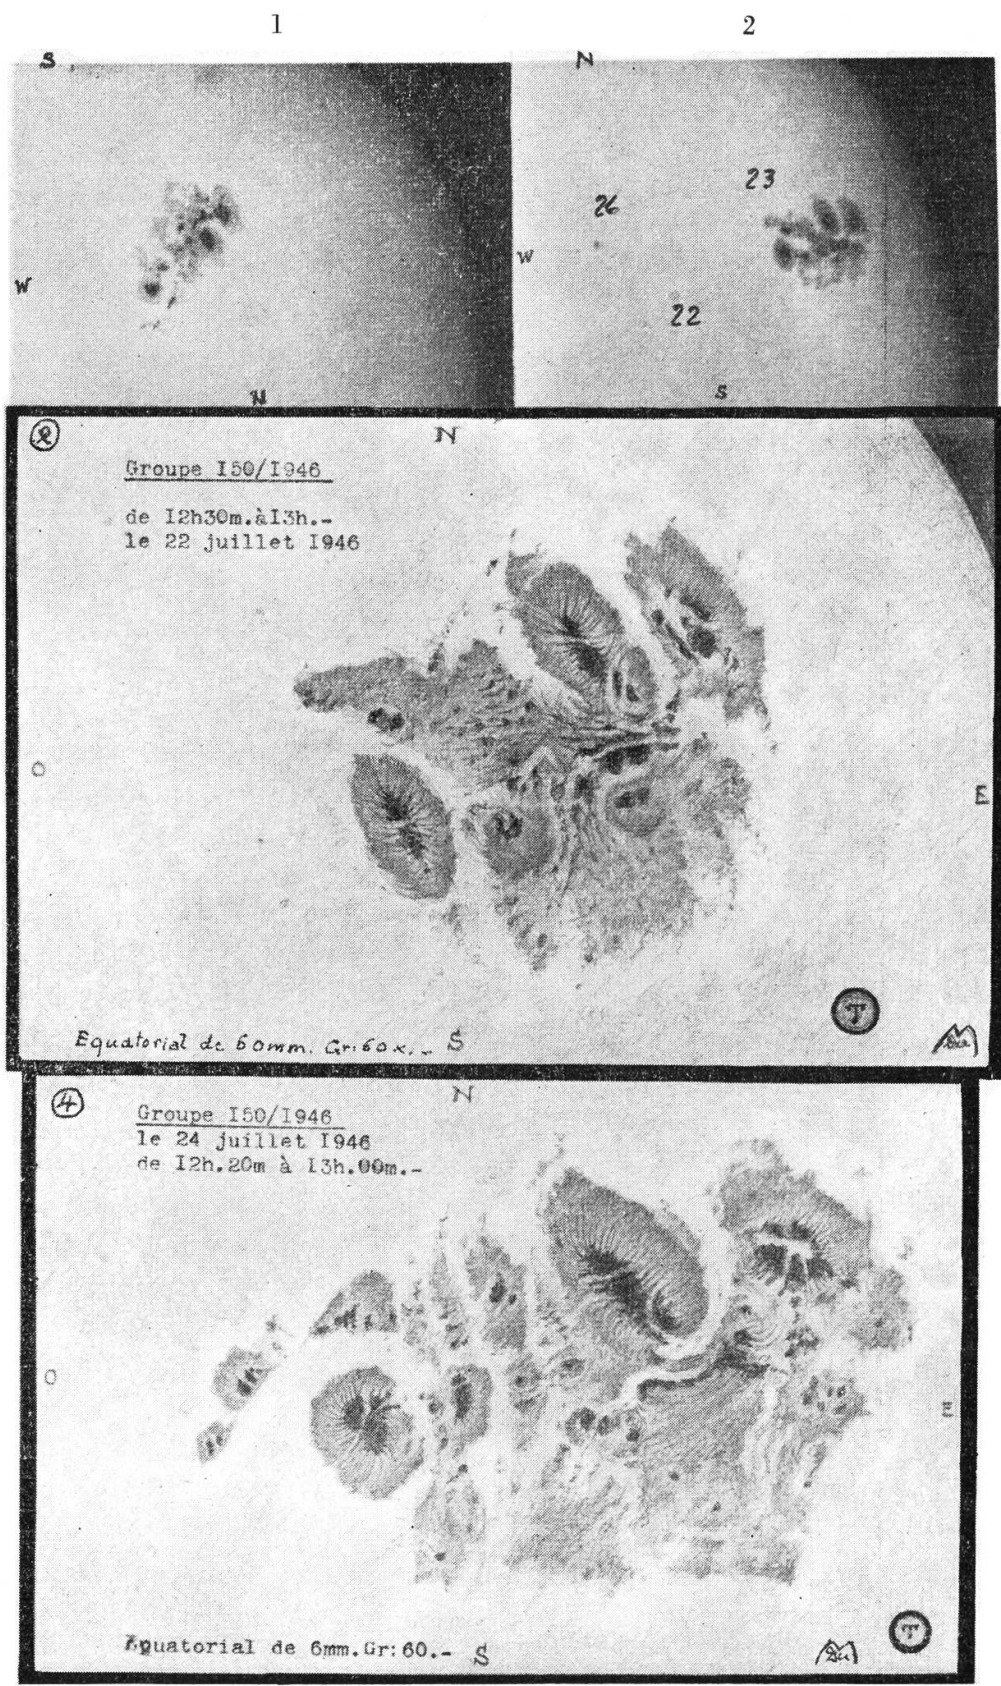 1
2
S
W
N
N
23
26
W
22
S
2
N
Groupe I50/I946
de I2h30m.àI3h.-
le 22 juillet I946
O
E
T
Equatorial de 60mm. Gr:60x.-
S
4
N
Groupe I50/I946
le 24 juillet I946
de I2h.20m à I3h.00m.-
O
E
T
Equatorial de 6mm.Gr:60.-
S